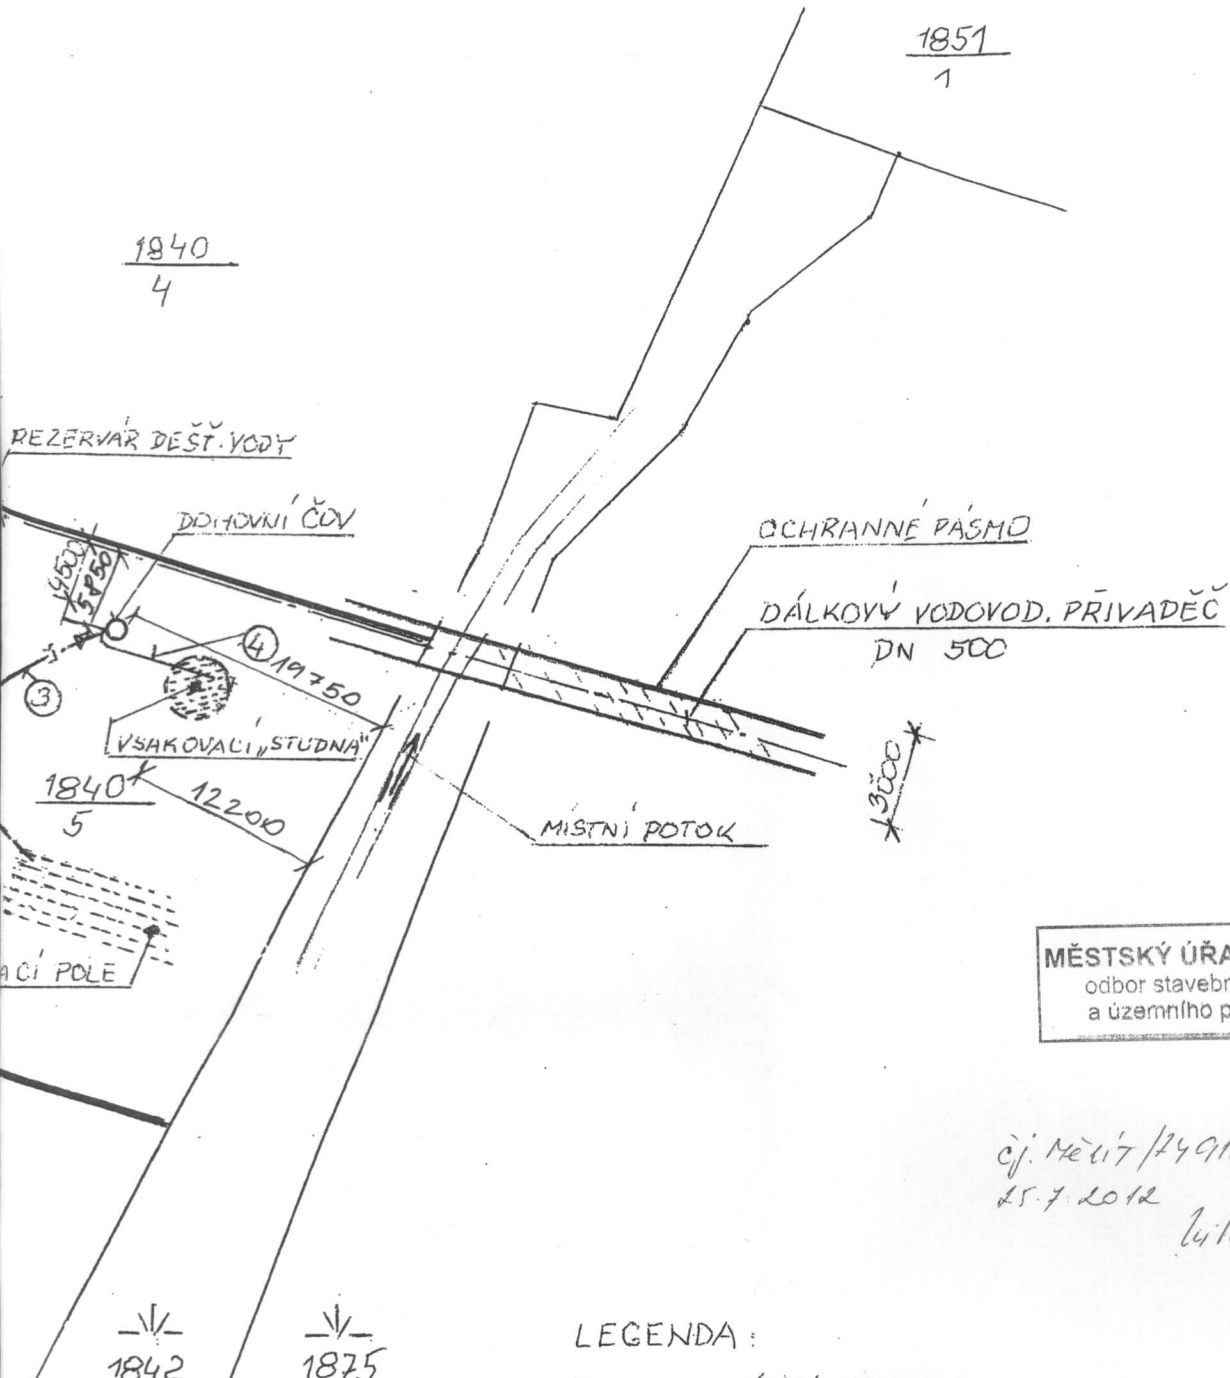 1851
1
1840
4
REZERVÁR DEŠŤ. VODY
DOMOVNÍ ČOV
OCHRANNÉ PÁSMO
DÁLKOVÝ VODOVOD. PŘIVADĚČ
DN 500
4500
5850
4
19750
3
VSAKOVACÍ „STUDNA"
1840
5
12200
3000
MÍSTNÍ POTOK
ACÍ POLE
MĚSTSKÝ ÚŘA
odbor stavebn
a územního p
čj.
25.7.2012
LEGENDA:
1842
1875